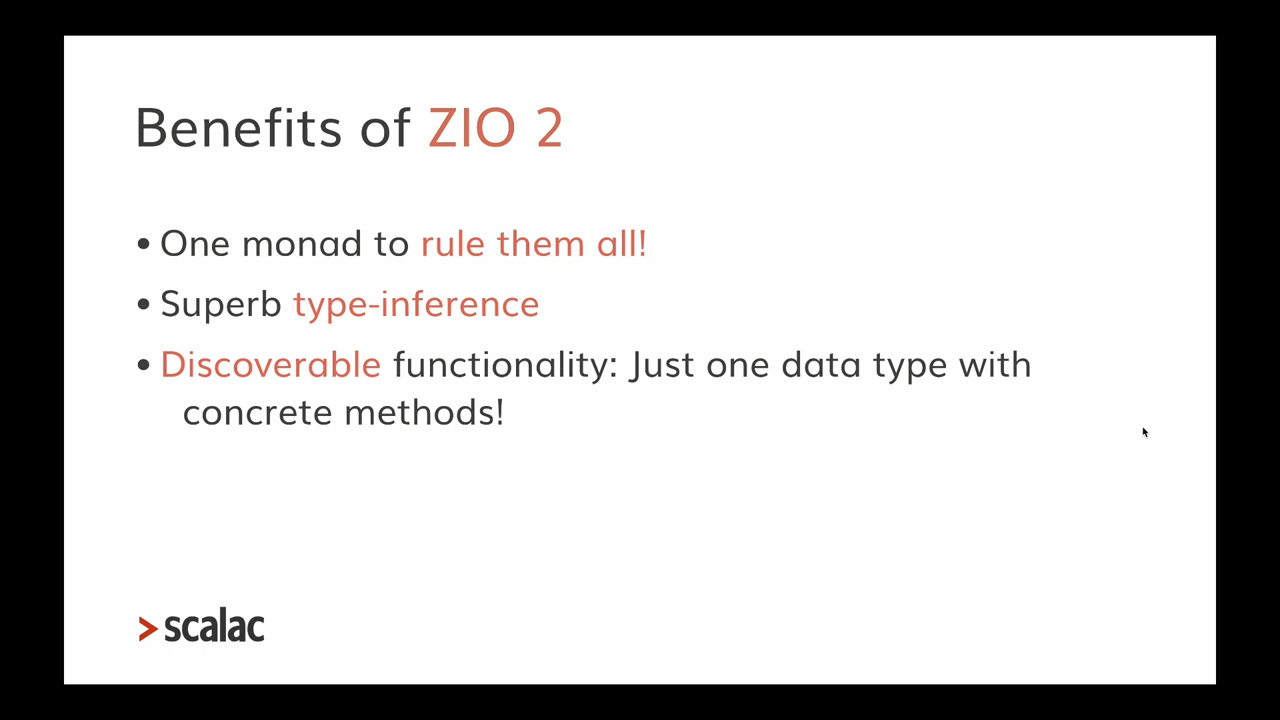 Benefits of ZIO 2
• One monad to rule them all!
• Superb type-inference
• Discoverable functionality: Just one data type with
concrete methods!
> scalac